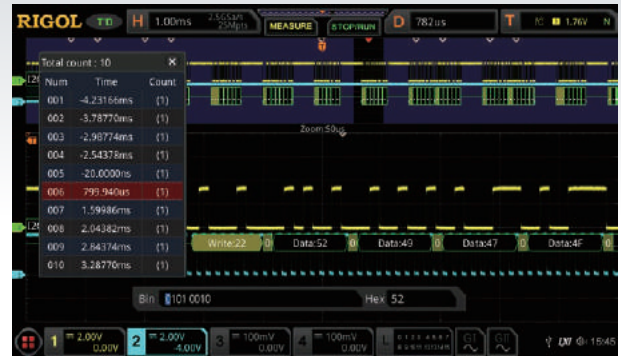 RIGOL T'D H 1.00ms 2.5GSa/s 25Mpts MEASURE STOP/RUN D 782us T 1.76V N
Total count : 10 ×
Num Time Count
001 -4.23166ms (1)
002 -3.78770ms (1)
003 -2.98774ms (1)
004 -2.54378ms (1)
005 -20.0000ns (1)
006 799.940us (1)
007 1.59986ms (1)
008 2.04382ms (1)
009 2.84374ms (1)
010 3.28770ms (1)
Zoom:50us
Write:22 Data:52 Data:49 Data:47 Data:4F
Bin 0101 0010 Hex 52
1 2.00V 0.00V 2 2.00V -4.00V 3 100mV 0.00V 4 100mV 0.00V L GI GII LXI 15:45